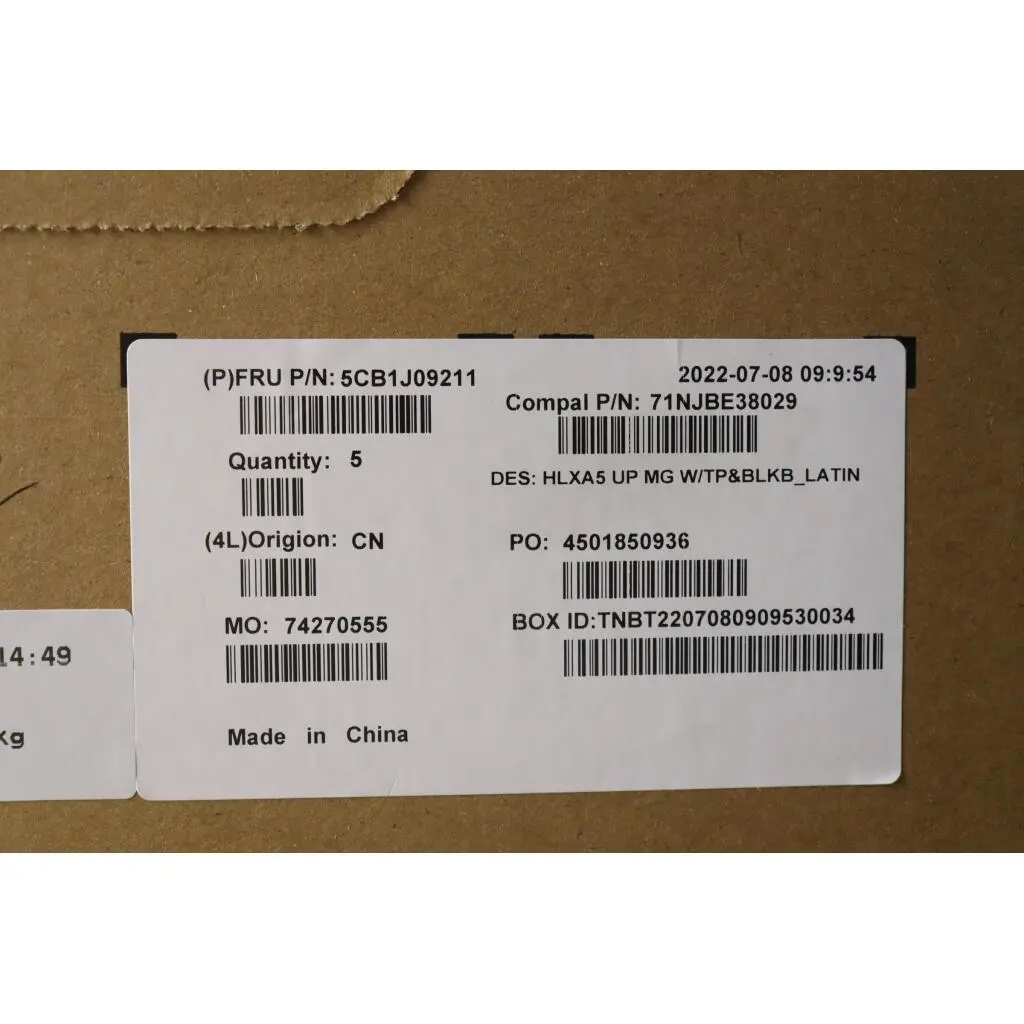 (P)FRU P/N: 5CB1J09211
2022-07-08 09:9:54
Compal P/N: 71NJBE38029
Quantity: 5
DES: HLXA5 UP MG W/TP&BLKB_LATIN
(4L)Origion: CN
PO: 4501850936
MO: 74270555
BOX ID:TNBT2207080909530034
14:49
Made in China
Kg